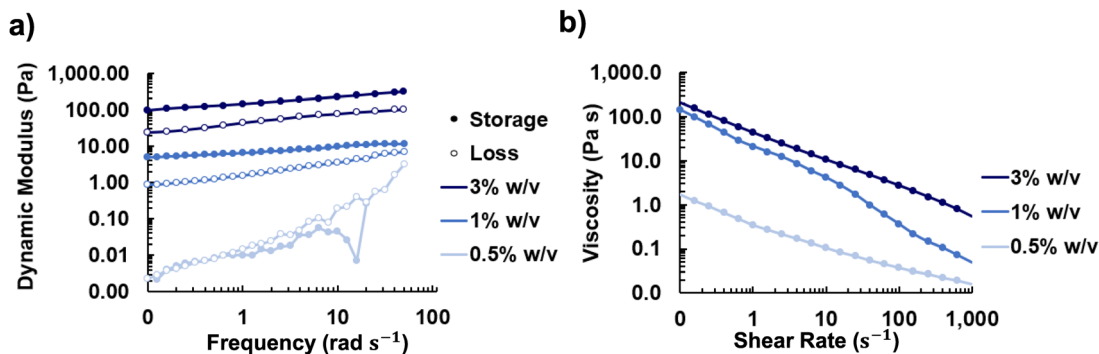 a)
Dynamic Modulus (Pa)
1,000.00
100.00
10.00
1.00
0.10
0.01
0.00
0
1
10
100
Frequency (rad s⁻¹)
Storage
Loss
3% w/v
1% w/v
0.5% w/v
b)
Viscosity (Pa s)
1,000.0
100.0
10.0
1.0
0.1
0.0
0
1
10
100
1,000
Shear Rate (s⁻¹)
3% w/v
1% w/v
0.5% w/v